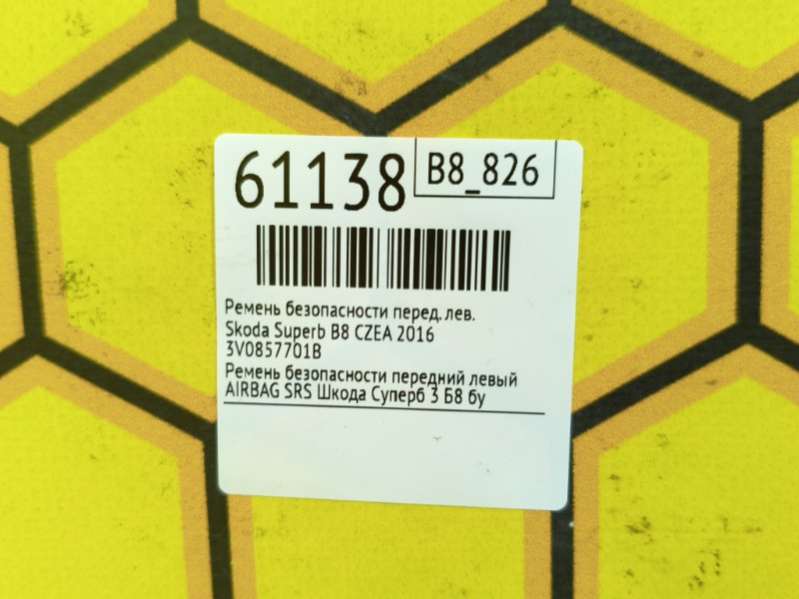 61138
B8_826
Ремень безопасности перед. лев.
Skoda Superb B8 CZEA 2016
3V0857701B
Ремень безопасности передний левый
AIRBAG SRS Шкода Суперб 3 Б8 бу